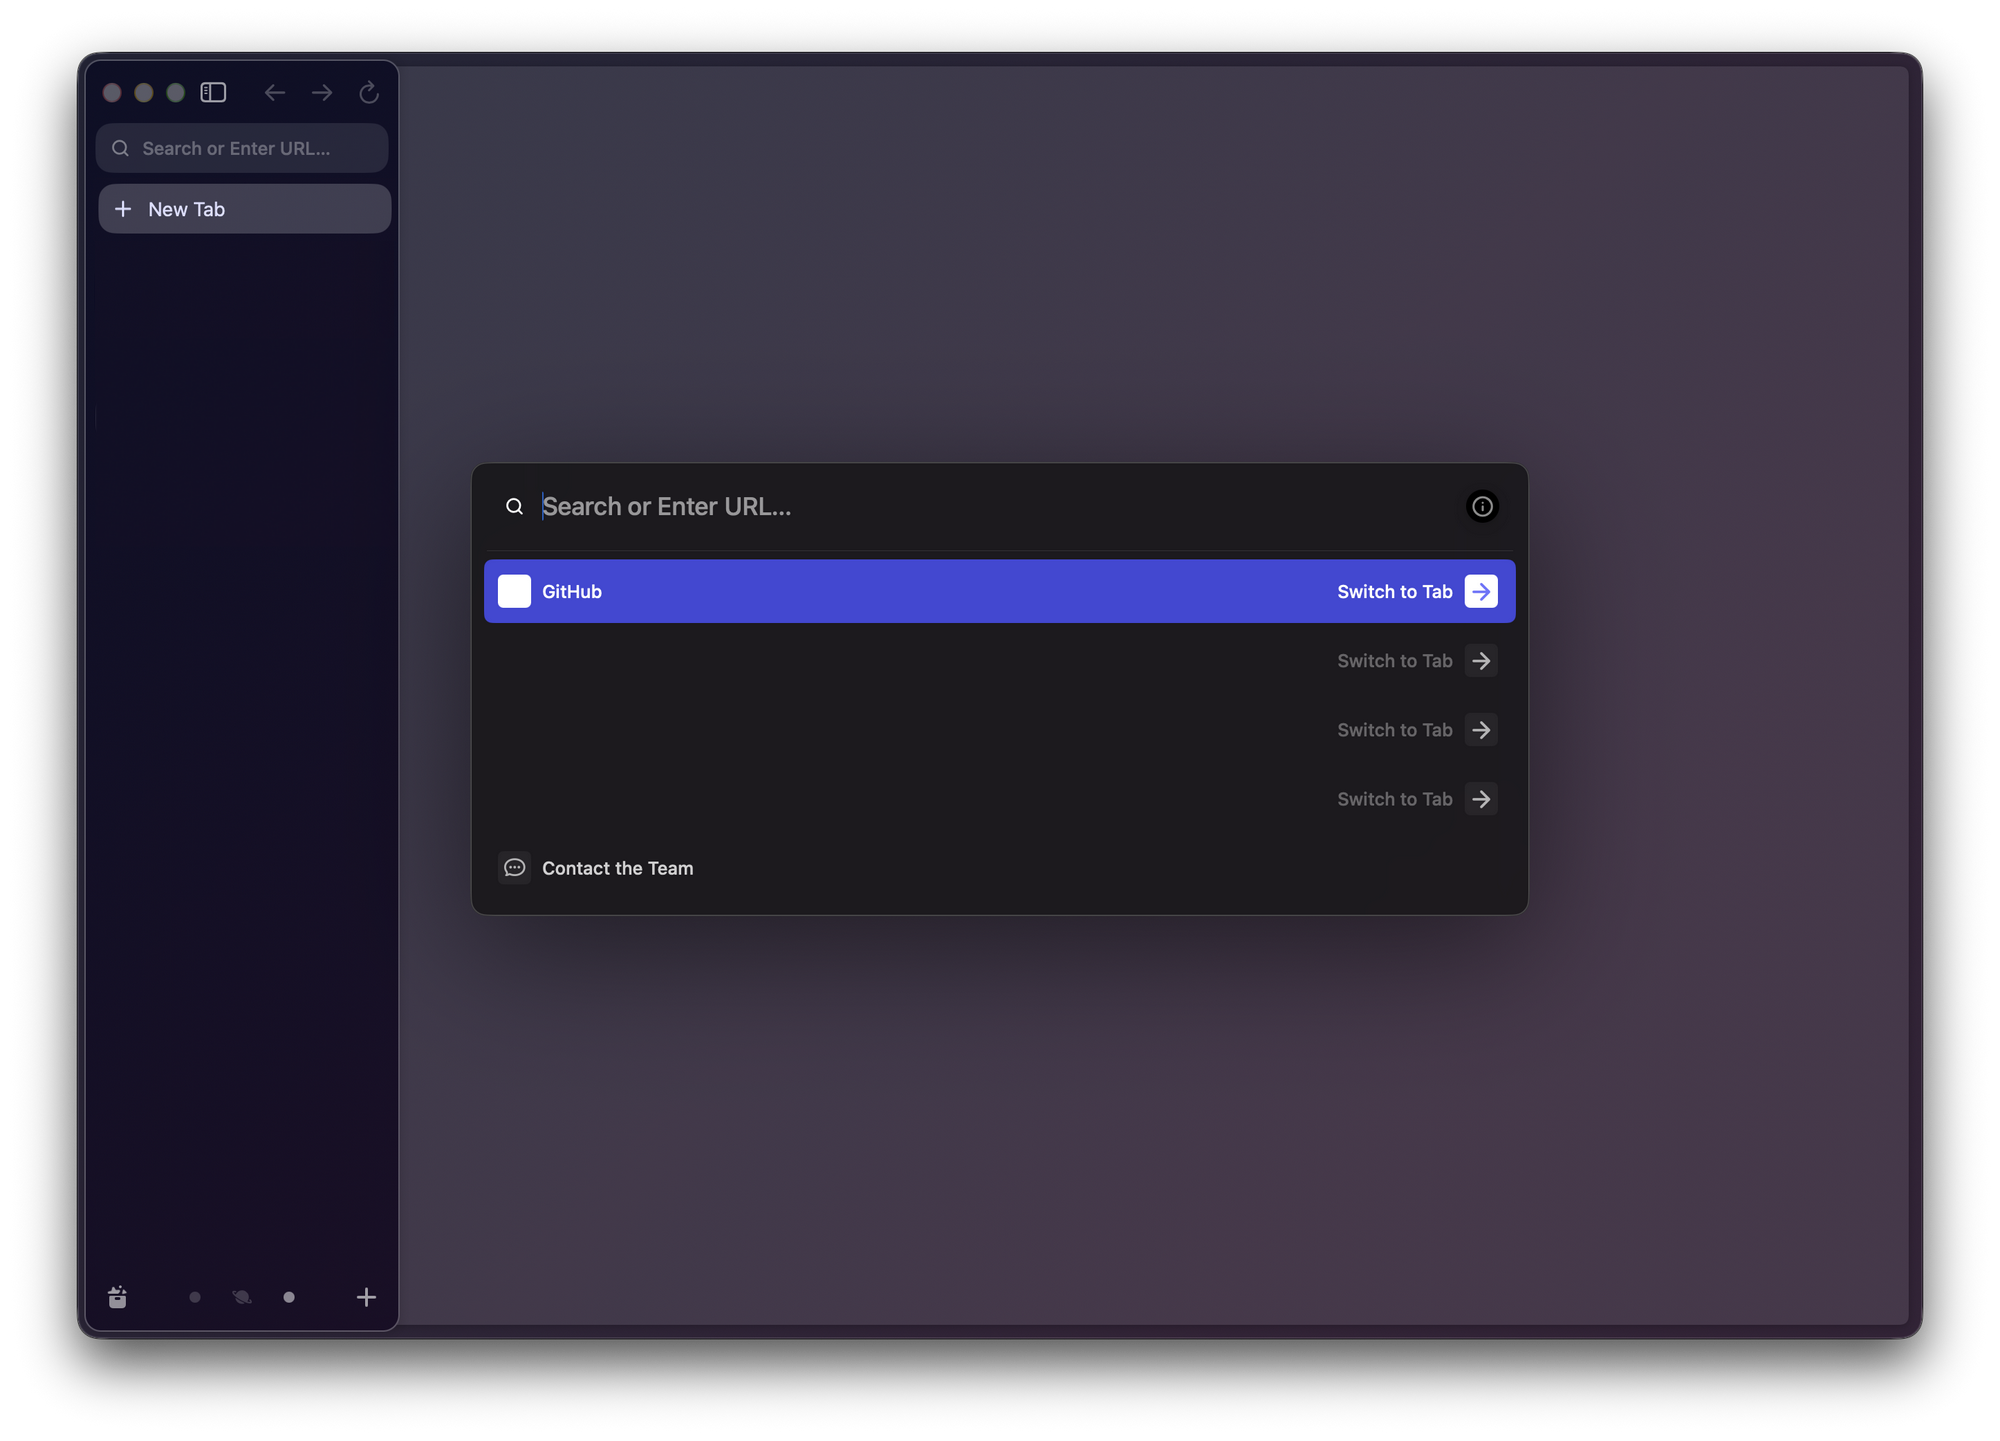 Search or Enter URL...
New Tab
Search or Enter URL...
GitHub Switch to Tab
Switch to Tab
Switch to Tab
Switch to Tab
Contact the Team